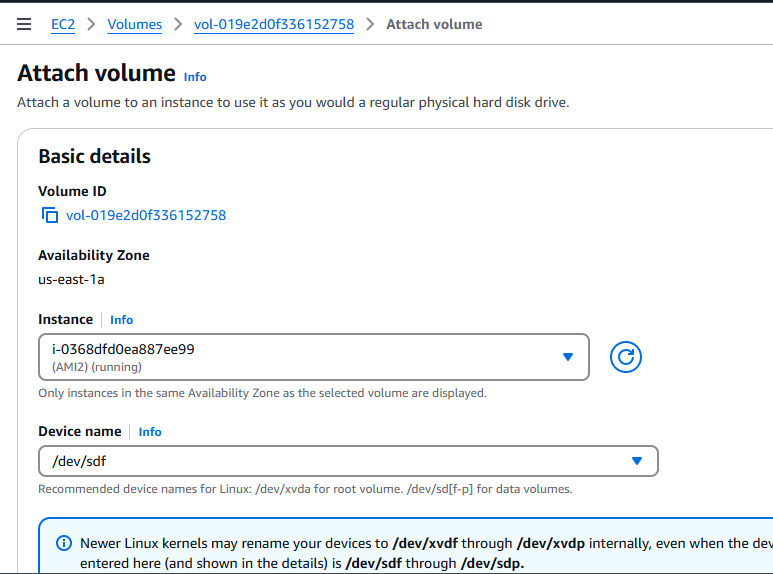 EC2 > Volumes > vol-019e2d0f336152758 > Attach volume
Attach volume Info
Attach a volume to an instance to use it as you would a regular physical hard disk drive.
Basic details
Volume ID
vol-019e2d0f336152758
Availability Zone
us-east-1a
Instance | Info
i-0368dfd0ea887ee99
(AMI2) (running)
Only instances in the same Availability Zone as the selected volume are displayed.
Device name | Info
/dev/sdf
Recommended device names for Linux: /dev/xvda for root volume. /dev/sd[f-p] for data volumes.
Newer Linux kernels may rename your devices to /dev/xvdf through /dev/xvdp internally, even when the dev
entered here (and shown in the details) is /dev/sdf through /dev/sdp.